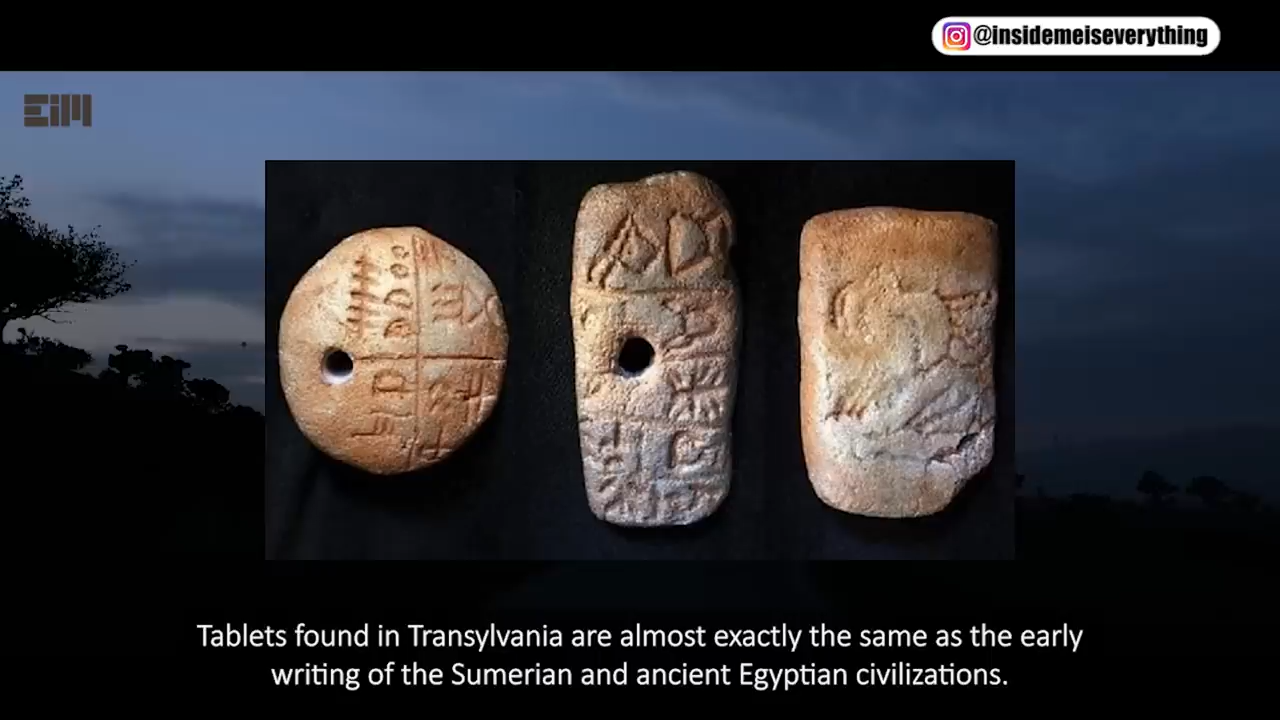 @insidemeiseverything
EiM
Tablets found in Transylvania are almost exactly the same as the early
writing of the Sumerian and ancient Egyptian civilizations.